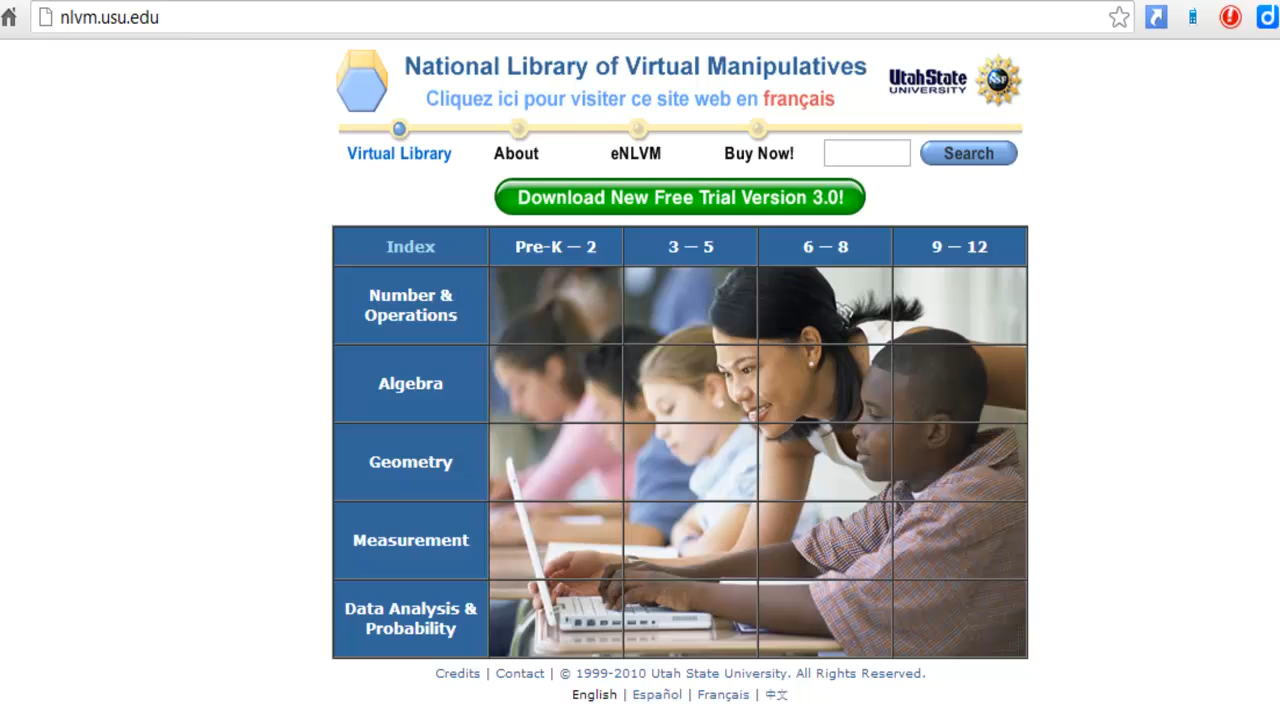 nlvm.usu.edu
National Library of Virtual Manipulatives
Cliquez ici pour visiter ce site web en français
UtahState
UNIVERSITY
NSF
Virtual Library
About
eNLVM
Buy Now!
Search
Download New Free Trial Version 3.0!
Index
Pre-K — 2
3 — 5
6 — 8
9 — 12
Number &
Operations
Algebra
Geometry
Measurement
Data Analysis &
Probability
Credits | Contact | © 1999-2010 Utah State University. All Rights Reserved.
English | Español | Français | 中文